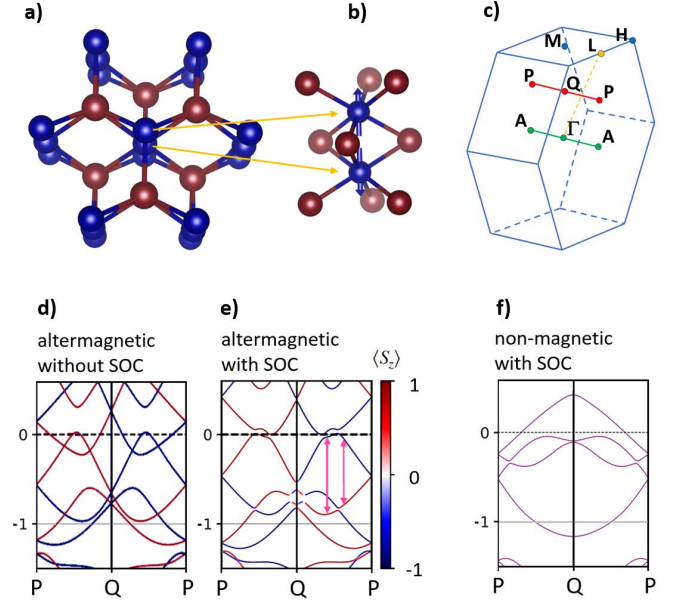 a)
b)
c)
M
L
H
P
Q
P
A
Γ
A
d)
e)
f)
altermagnetic
without SOC
altermagnetic
with SOC
⟨Sz⟩
non-magnetic
with SOC
0
-1
P
Q
P
0
-1
P
Q
P
1
0
-1
0
-1
P
Q
P